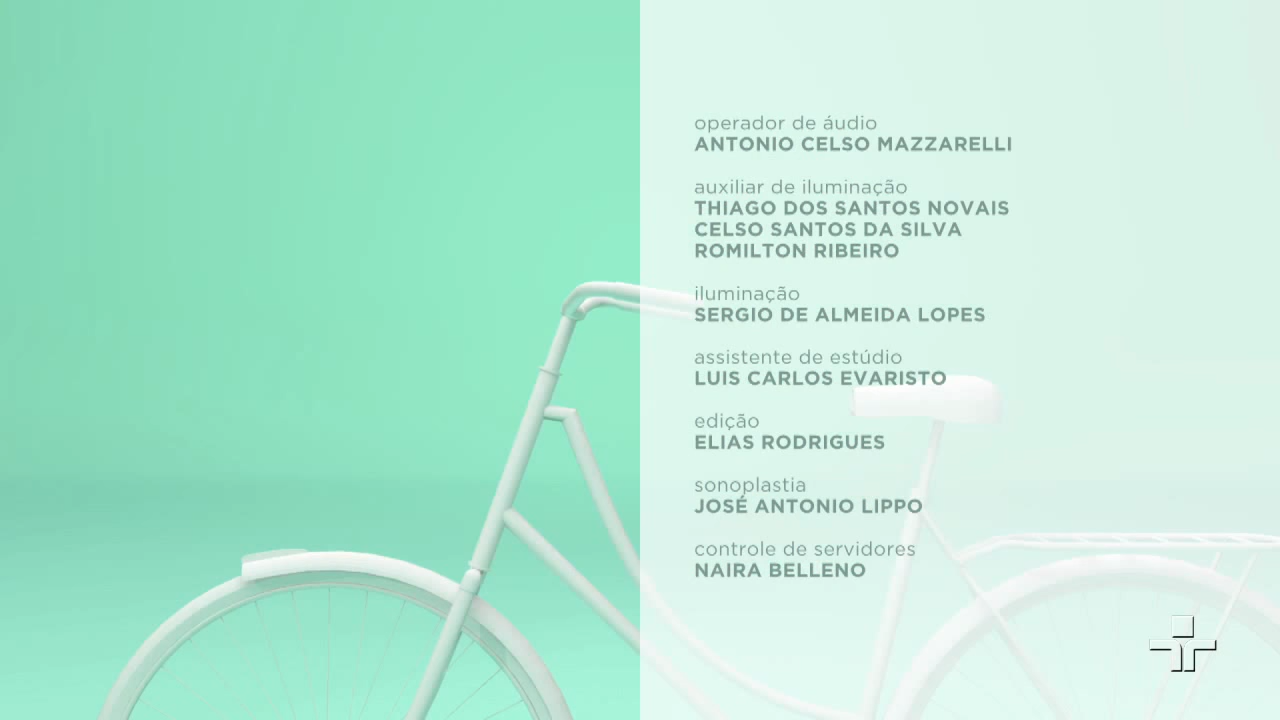 operador de áudio
ANTONIO CELSO MAZZARELLI
auxiliar de iluminação
THIAGO DOS SANTOS NOVAIS
CELSO SANTOS DA SILVA
ROMILTON RIBEIRO
iluminação
SERGIO DE ALMEIDA LOPES
assistente de estúdio
LUIS CARLOS EVARISTO
edição
ELIAS RODRIGUES
sonoplastia
JOSÉ ANTONIO LIPPO
controle de servidores
NAIRA BELLENO